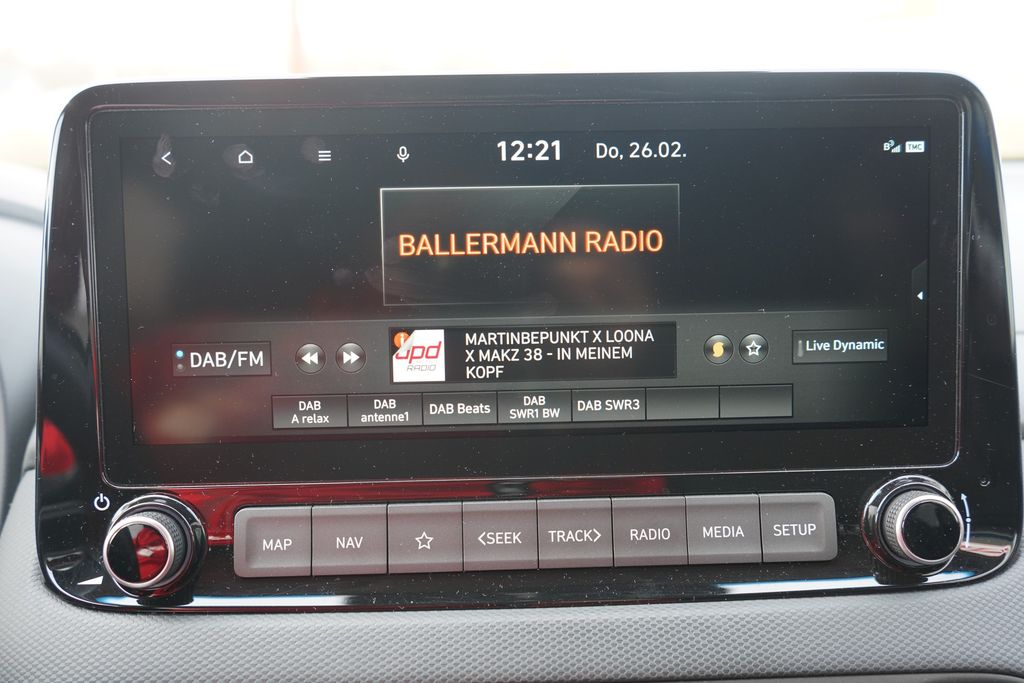 12:21 Do, 26.02.
B
TMC
BALLERMANN RADIO
DAB/FM
upd
RADIO
MARTINBEPUNKT X LOONA
X MAKZ 38 - IN MEINEM
KOPF
S
Live Dynamic
DAB
A relax
DAB
antenne1
DAB Beats
DAB
SWR1 BW
DAB SWR3
MAP
NAV
<SEEK
TRACK>
RADIO
MEDIA
SETUP